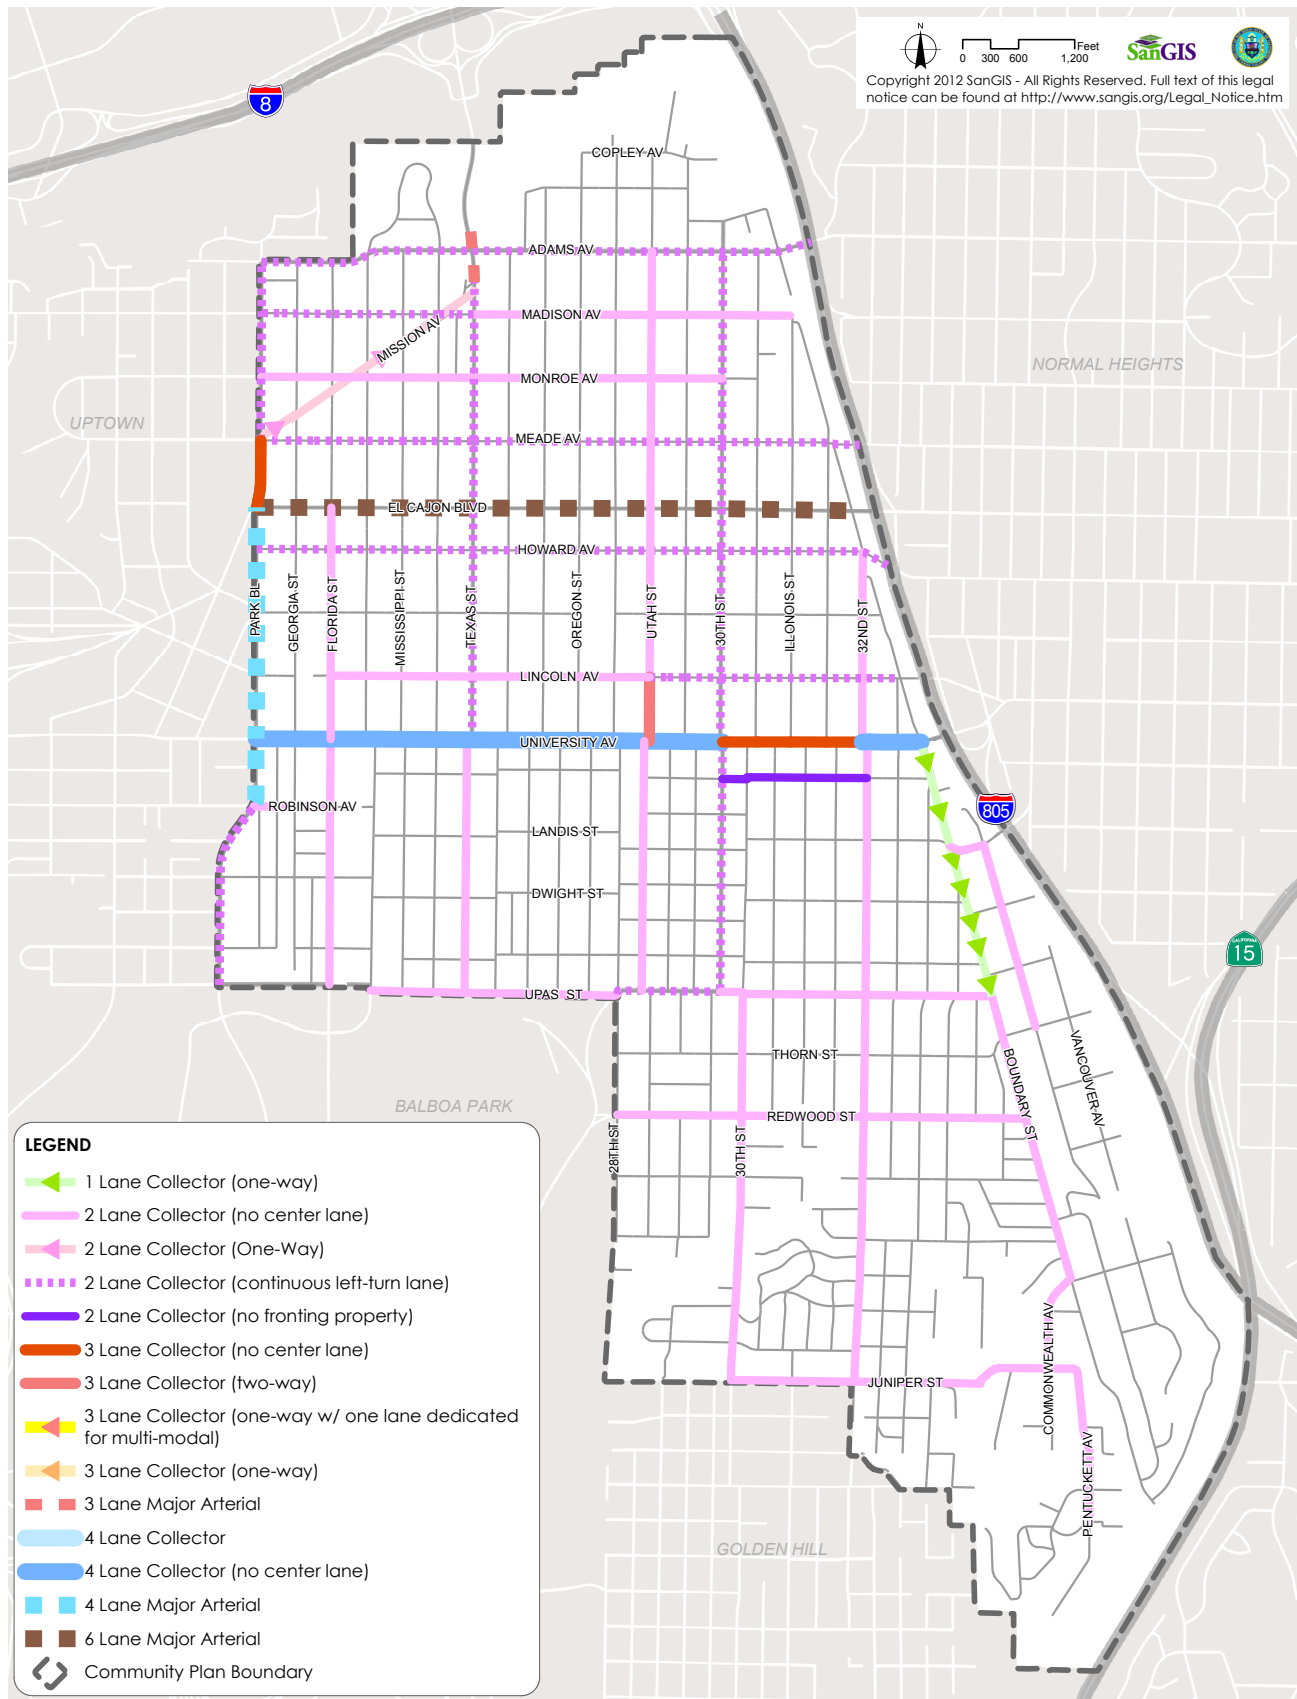 N
0 300 600 1,200
Feet
SanGIS
Copyright 2012 SanGIS - All Rights Reserved. Full text of this legal
notice can be found at http://www.sangis.org/Legal_Notice.htm
8
COPLEY AV
ADAMS AV
MADISON AV
MISSION AV
MONROE AV
NORMAL HEIGHTS
UPTOWN
MEADE AV
EL CAJON BLVD
HOWARD AV
PARK BL
GEORGIA ST
FLORIDA ST
MISSISSIPPI ST
TEXAS ST
OREGON ST
UTAH ST
30TH ST
ILLONOIS ST
32ND ST
LINCOLN AV
UNIVERSITY AV
ROBINSON AV
805
LANDIS ST
DWIGHT ST
CALIFORNIA
15
UPAS ST
THORN ST
BOUNDARY ST
VANCOUVER AV
BALBOA PARK
REDWOOD ST
28TH ST
30TH ST
COMMONWEALTH AV
JUNIPER ST
PENTUCKETT AV
GOLDEN HILL
LEGEND
1 Lane Collector (one-way)
2 Lane Collector (no center lane)
2 Lane Collector (One-Way)
2 Lane Collector (continuous left-turn lane)
2 Lane Collector (no fronting property)
3 Lane Collector (no center lane)
3 Lane Collector (two-way)
3 Lane Collector (one-way w/ one lane dedicated
for multi-modal)
3 Lane Collector (one-way)
3 Lane Major Arterial
4 Lane Collector
4 Lane Collector (no center lane)
4 Lane Major Arterial
6 Lane Major Arterial
Community Plan Boundary